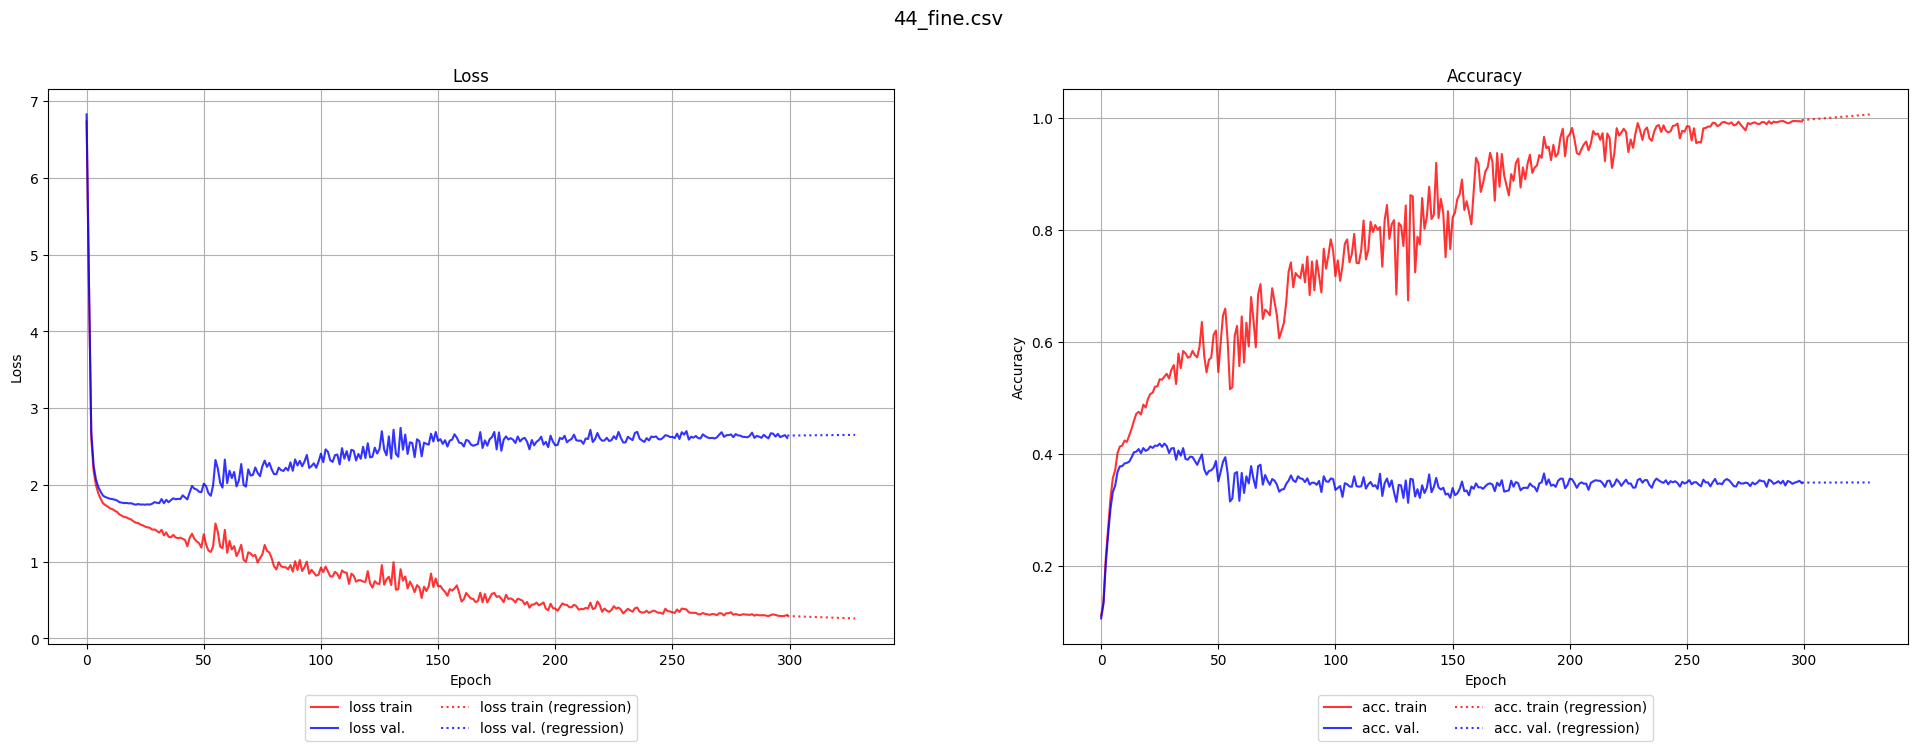 44_fine.csv
Loss
7
6
5
4
3
2
1
0
Loss
0 50 100 150 200 250 300
Epoch
loss train loss train (regression)
loss val. loss val. (regression)
Accuracy
1.0
0.8
0.6
0.4
0.2
Accuracy
0 50 100 150 200 250 300
Epoch
acc. train acc. train (regression)
acc. val. acc. val. (regression)